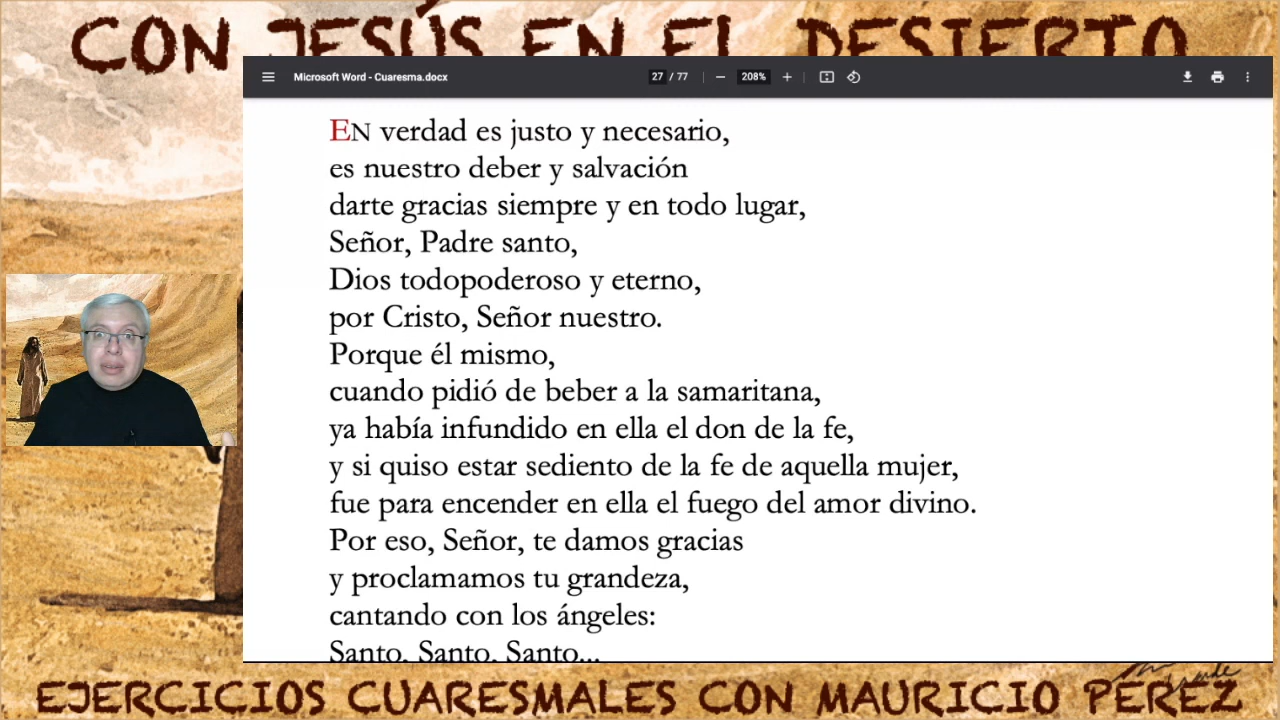 CON JESÚS EN EL DESIERTO
Microsoft Word - Cuaresma.docx
27 / 77
208%
EN verdad es justo y necesario,
es nuestro deber y salvación
darte gracias siempre y en todo lugar,
Señor, Padre santo,
Dios todopoderoso y eterno,
por Cristo, Señor nuestro.
Porque él mismo,
cuando pidió de beber a la samaritana,
ya había infundido en ella el don de la fe,
y si quiso estar sediento de la fe de aquella mujer,
fue para encender en ella el fuego del amor divino.
Por eso, Señor, te damos gracias
y proclamamos tu grandeza,
cantando con los ángeles:
Santo, Santo, Santo...
EJERCICIOS CUARESMALES CON MAURICIO PÉREZ